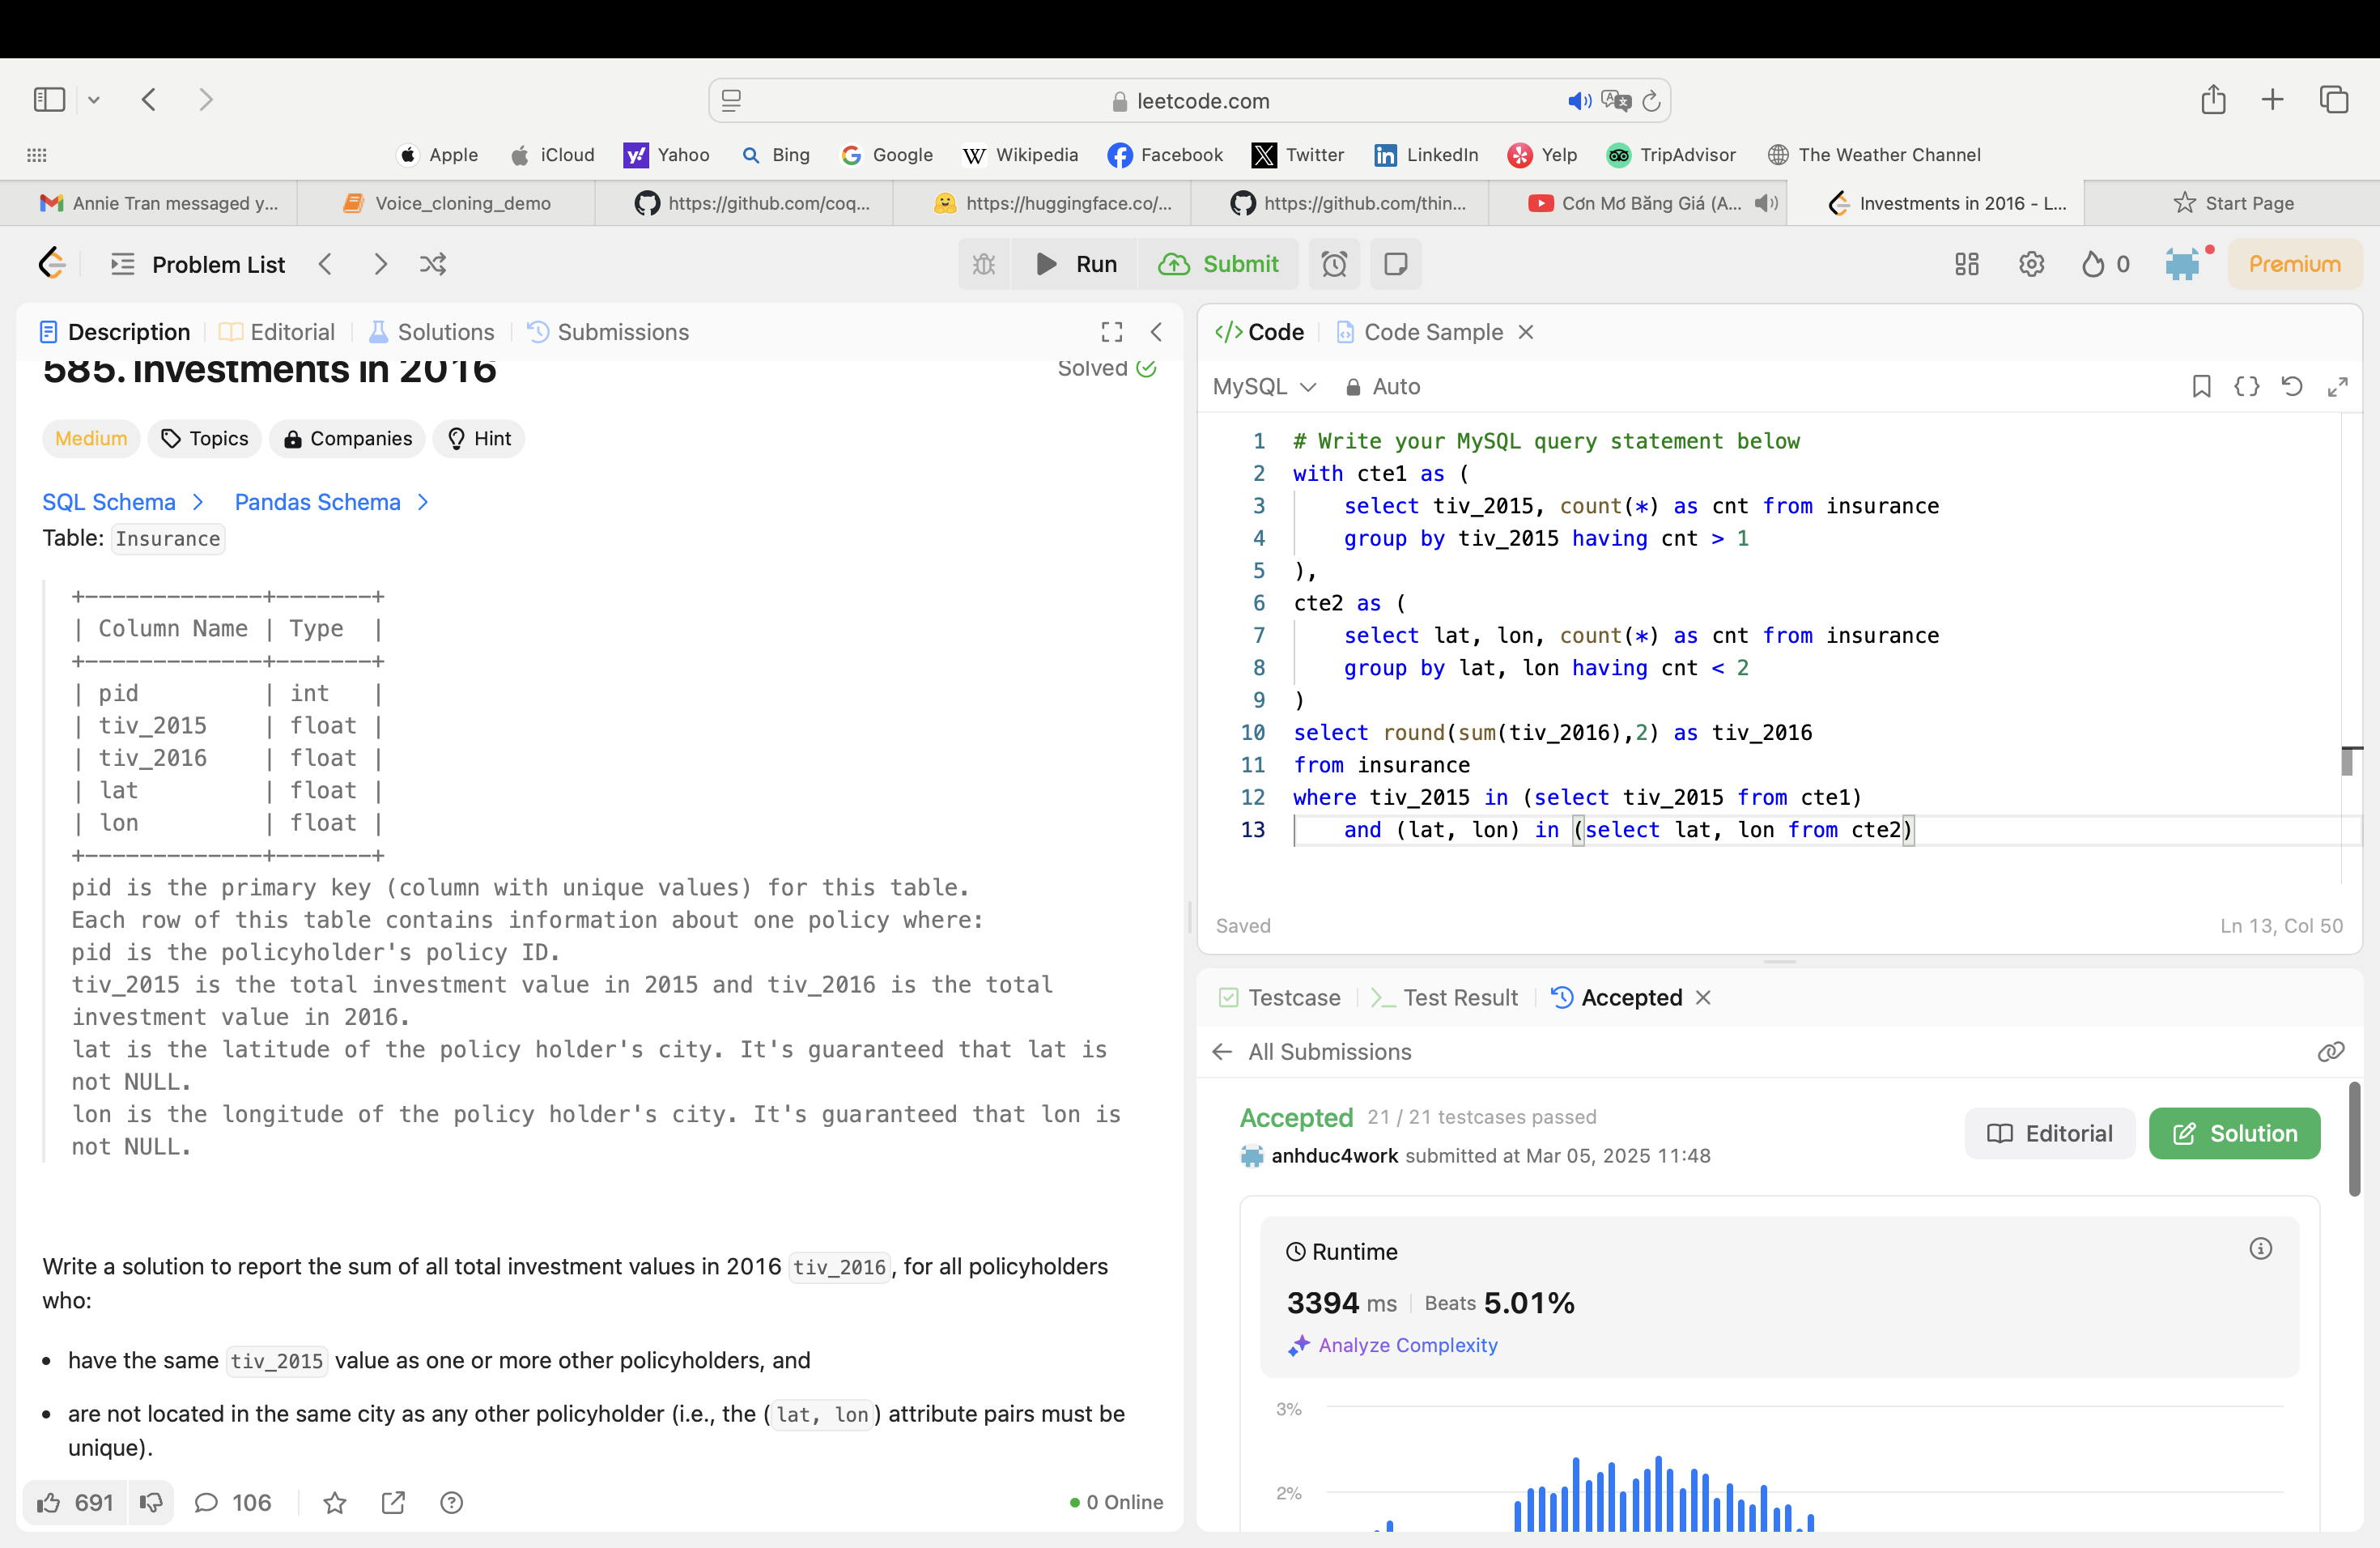 leetcode.com
Apple iCloud Yahoo Bing Google Wikipedia Facebook Twitter LinkedIn Yelp TripAdvisor The Weather Channel
Annie Tran messaged y... Voice_cloning_demo https://github.com/coq... https://huggingface.co/... https://github.com/thin... Cơn Mơ Băng Giá (A... Investments in 2016 - L... Start Page
Problem List Run Submit 0 Premium
Description Editorial Solutions Submissions
585. Investments in 2016 Solved
Medium Topics Companies Hint
SQL Schema Pandas Schema
Table: Insurance
+-------------+-------+
| Column Name | Type  |
+-------------+-------+
| pid         | int   |
| tiv_2015    | float |
| tiv_2016    | float |
| lat         | float |
| lon         | float |
+-------------+-------+
pid is the primary key (column with unique values) for this table.
Each row of this table contains information about one policy where:
pid is the policyholder's policy ID.
tiv_2015 is the total investment value in 2015 and tiv_2016 is the total
investment value in 2016.
lat is the latitude of the policy holder's city. It's guaranteed that lat is
not NULL.
lon is the longitude of the policy holder's city. It's guaranteed that lon is
not NULL.
Write a solution to report the sum of all total investment values in 2016 tiv_2016, for all policyholders
who:
• have the same tiv_2015 value as one or more other policyholders, and
• are not located in the same city as any other policyholder (i.e., the (lat, lon) attribute pairs must be
unique).
691 106 0 Online
Code Code Sample
MySQL Auto
1 # Write your MySQL query statement below
2 with cte1 as (
3     select tiv_2015, count(*) as cnt from insurance
4     group by tiv_2015 having cnt > 1
5 ),
6 cte2 as (
7     select lat, lon, count(*) as cnt from insurance
8     group by lat, lon having cnt < 2
9 )
10 select round(sum(tiv_2016),2) as tiv_2016
11 from insurance
12 where tiv_2015 in (select tiv_2015 from cte1)
13     and (lat, lon) in (select lat, lon from cte2)
Saved Ln 13, Col 50
Testcase Test Result Accepted
All Submissions
Accepted 21 / 21 testcases passed
anhduc4work submitted at Mar 05, 2025 11:48
Editorial Solution
Runtime
3394 ms Beats 5.01%
Analyze Complexity
3%
2%